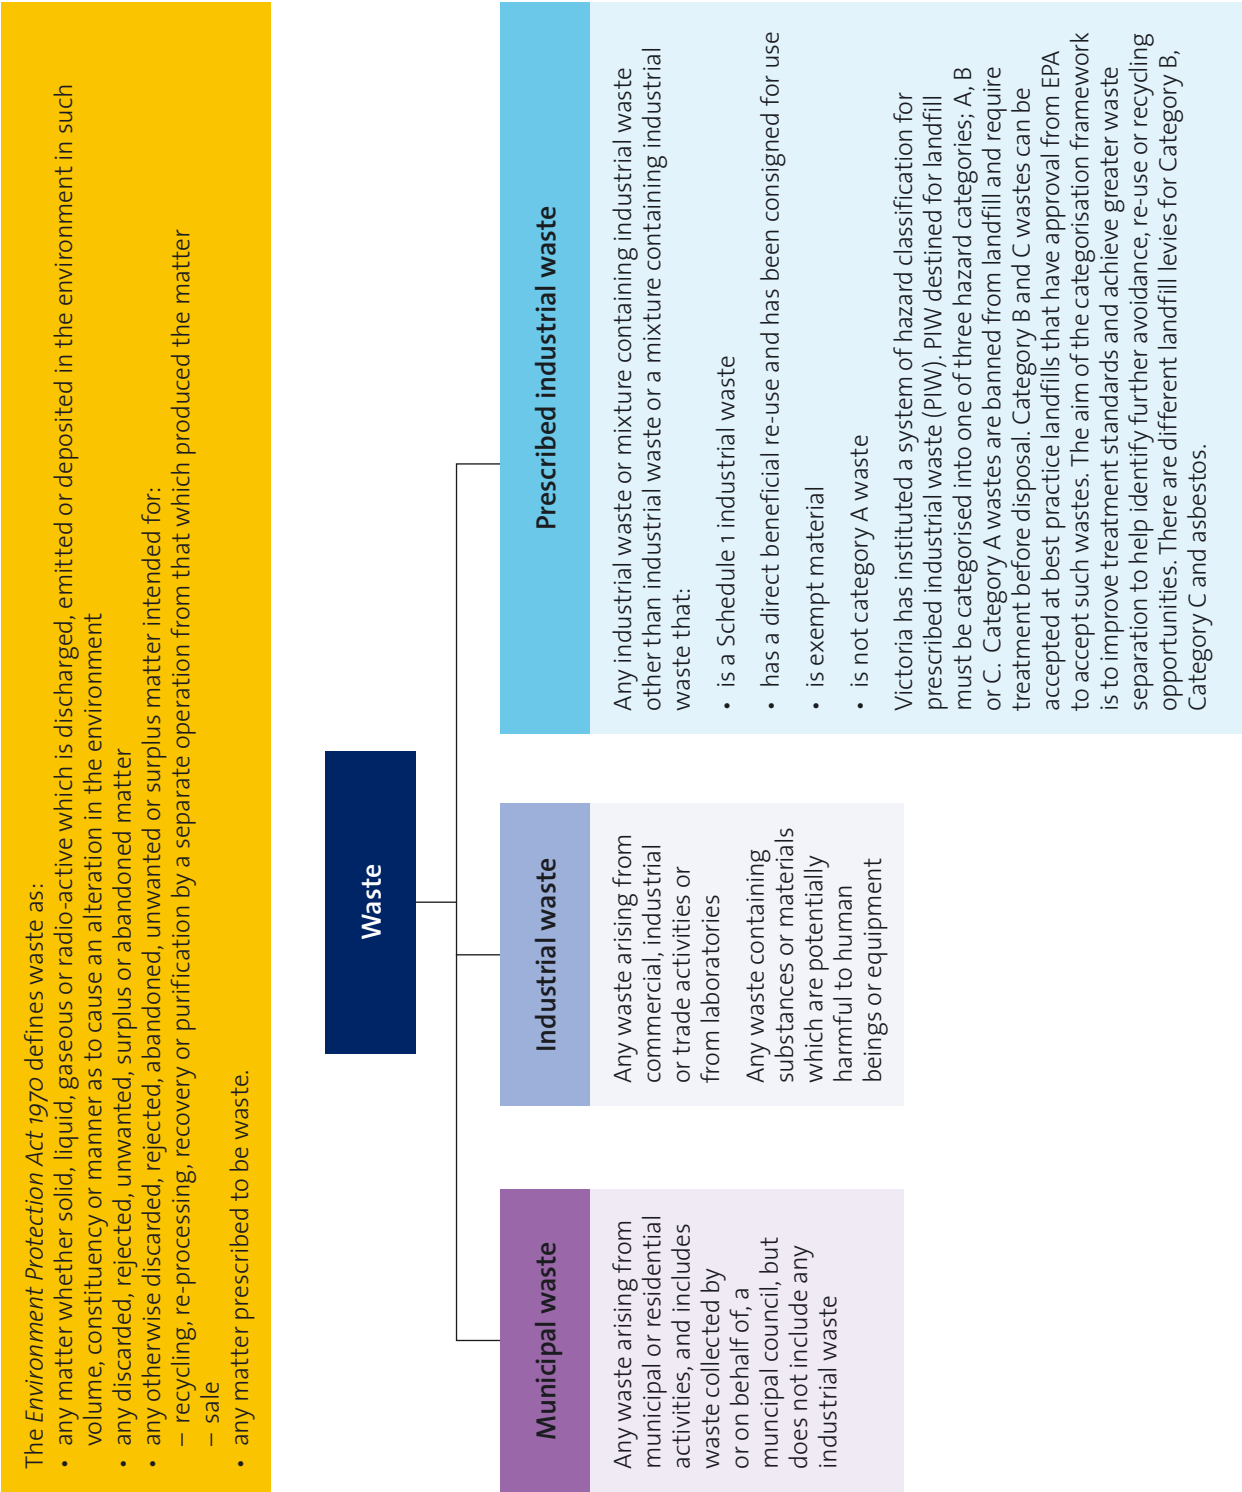 The Environment Protection Act 1970 defines waste as:
• any matter whether solid, liquid, gaseous or radio-active which is discharged, emitted or deposited in the environment in such
volume, constituency or manner as to cause an alteration in the environment
• any discarded, rejected, unwanted, surplus or abandoned matter
• any otherwise discarded, rejected, abandoned, unwanted or surplus matter intended for:
– recycling, re-processing, recovery or purification by a separate operation from that which produced the matter
– sale
• any matter prescribed to be waste.
Waste
Municipal waste
Any waste arising from
municipal or residential
activities, and includes
waste collected by
or on behalf of, a
muncipal council, but
does not include any
industrial waste
Industrial waste
Any waste arising from
commercial, industrial
or trade activities or
from laboratories
Any waste containing
substances or materials
which are potentially
harmful to human
beings or equipment
Prescribed industrial waste
Any industrial waste or mixture containing industrial waste
other than industrial waste or a mixture containing industrial
waste that:
• is a Schedule 1 industrial waste
• has a direct beneficial re-use and has been consigned for use
• is exempt material
• is not category A waste
Victoria has instituted a system of hazard classification for
prescribed industrial waste (PIW). PIW destined for landfill
must be categorised into one of three hazard categories; A, B
or C. Category A wastes are banned from landfill and require
treatment before disposal. Category B and C wastes can be
accepted at best practice landfills that have approval from EPA
to accept such wastes. The aim of the categorisation framework
is to improve treatment standards and achieve greater waste
separation to help identify further avoidance, re-use or recycling
opportunities. There are different landfill levies for Category B,
Category C and asbestos.